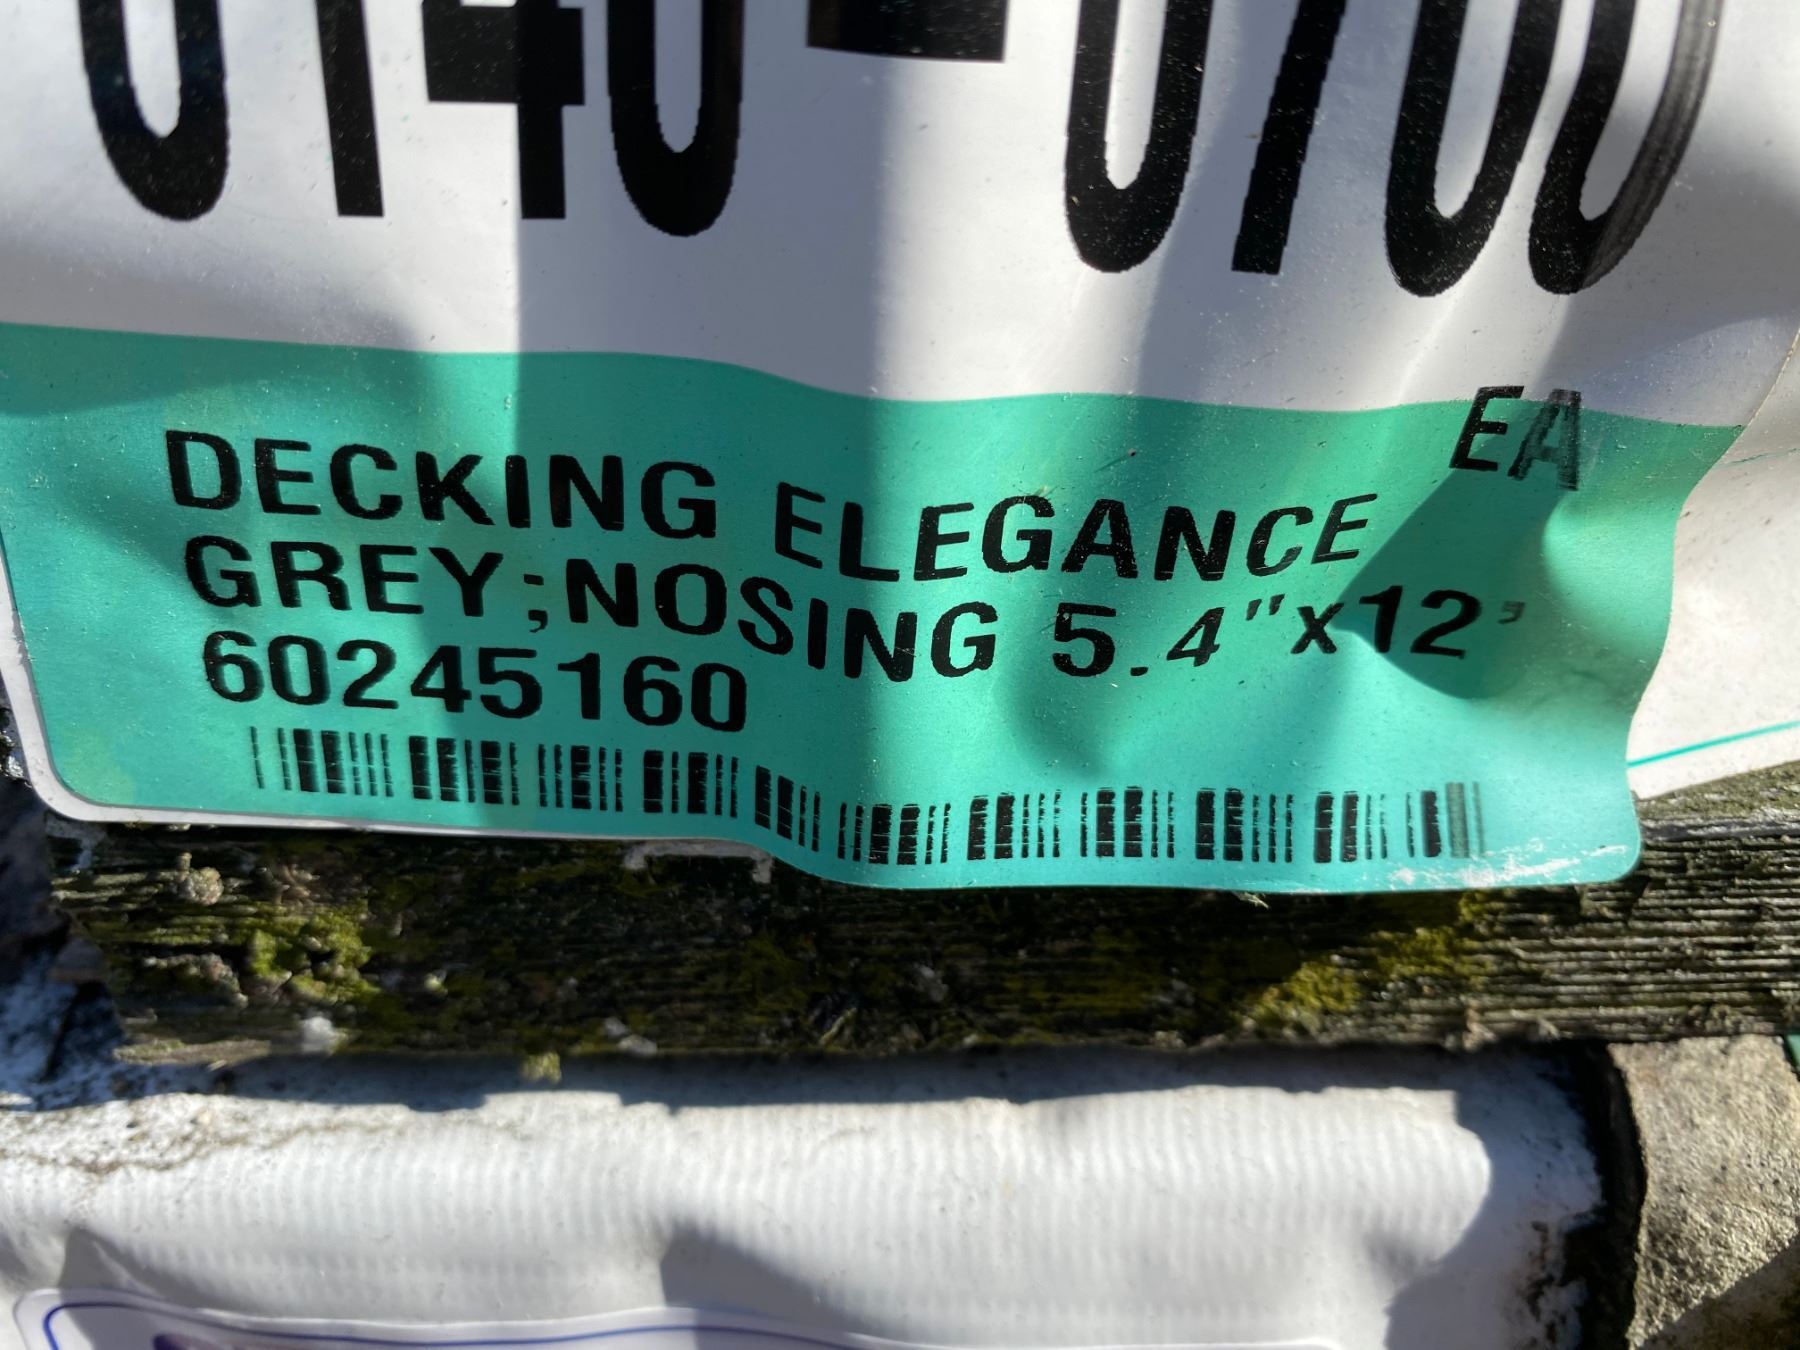 EA
DECKING ELEGANCE
GREY;NOSING 5.4"x12'
60245160